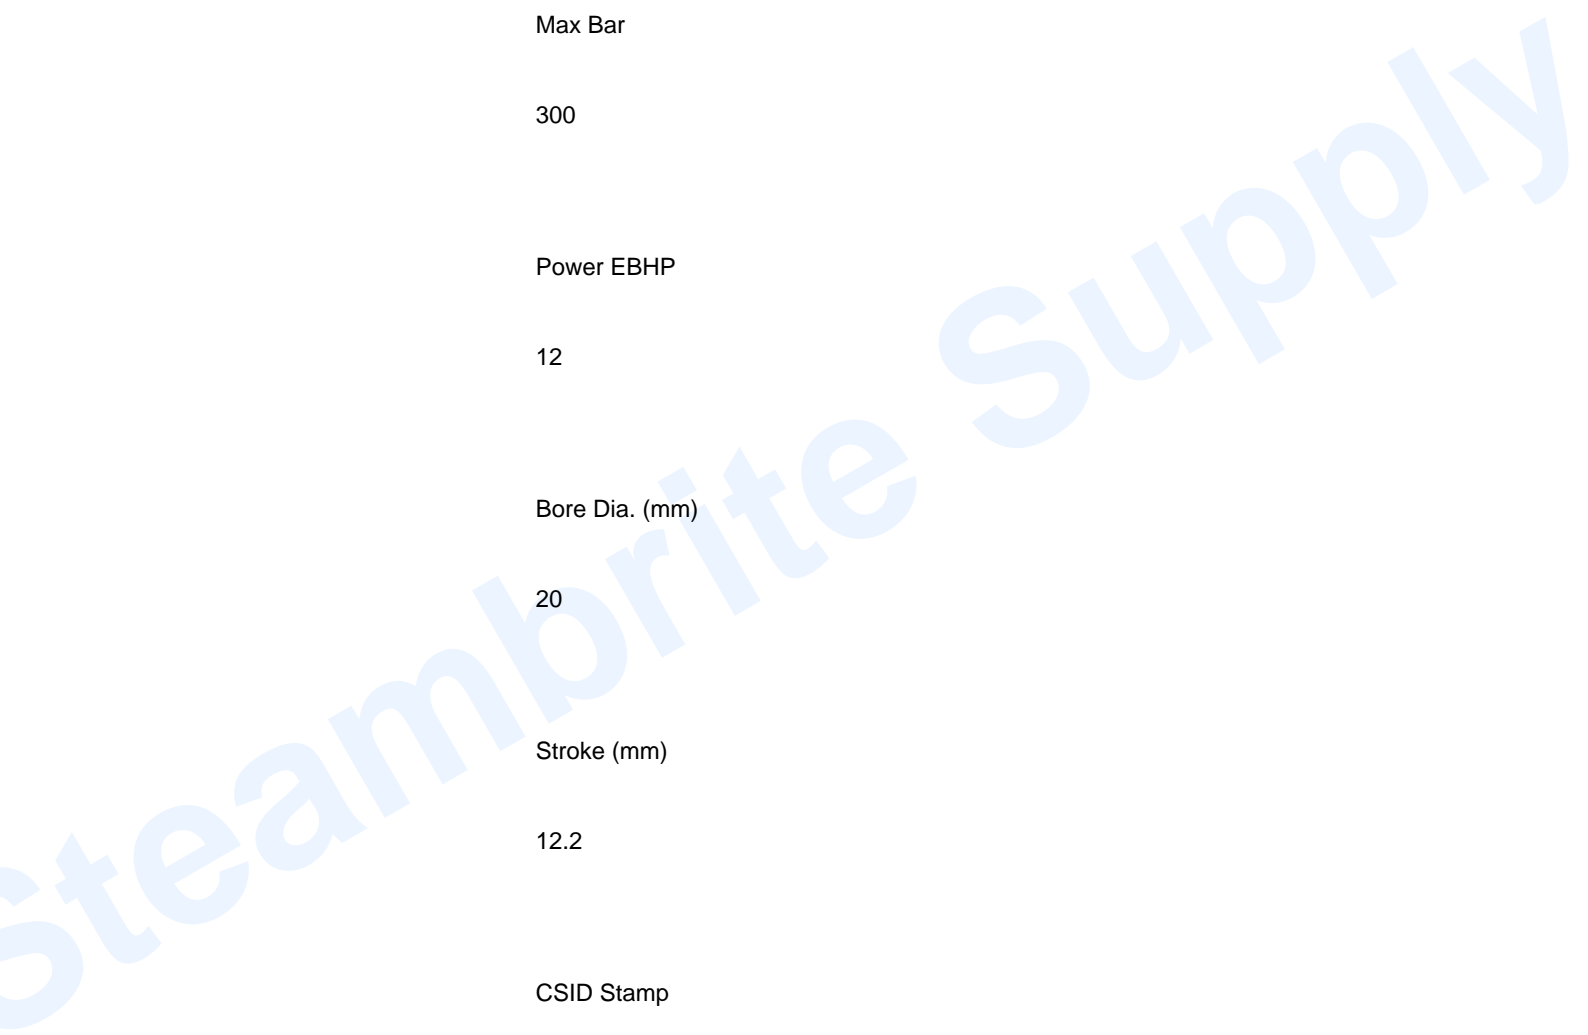 Max Bar
300
Power EBHP
12
Bore Dia. (mm)
20
Stroke (mm)
12.2
CSID Stamp
Steambrite Supply